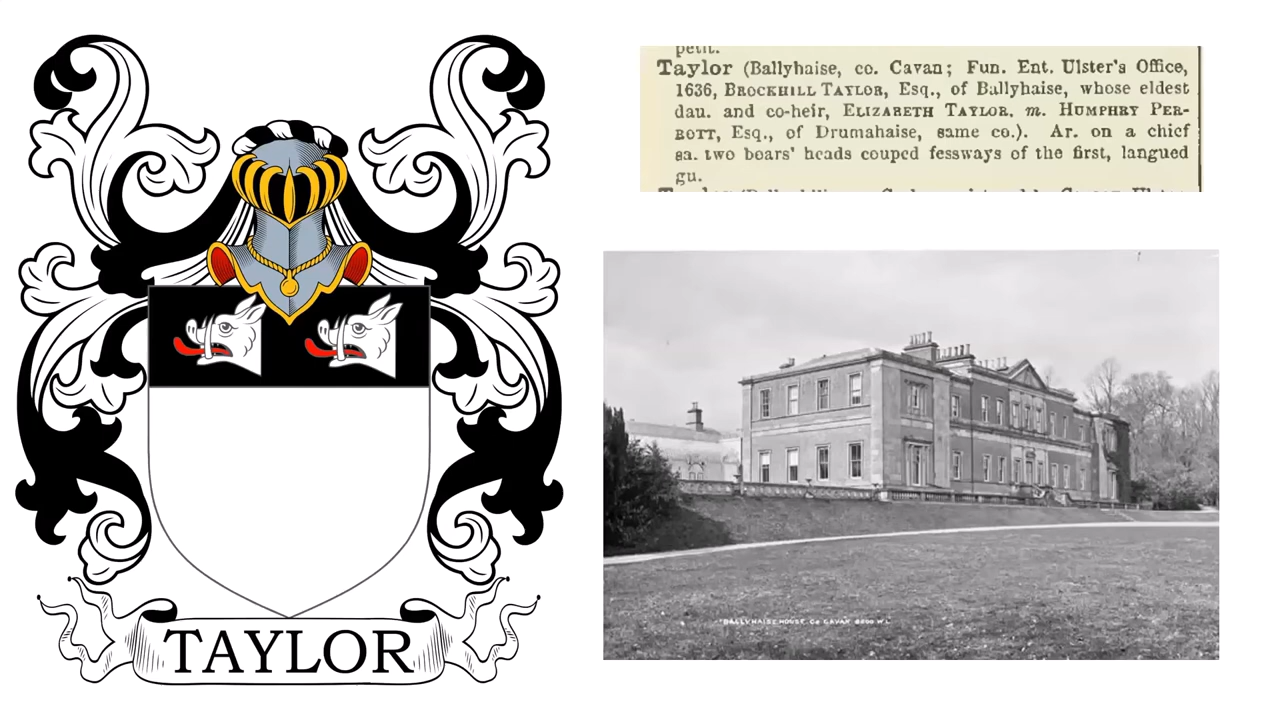 TAYLOR
petit.
Taylor (Ballyhaise, co. Cavan; Fun. Ent. Ulster's Office,
1636, BROCKHILL TAYLOR, Esq., of Ballyhaise, whose eldest
dau. and co-heir, ELIZABETH TAYLOR, m. HUMPHRY PER-
BOTT, Esq., of Drumahaise, same co.). Ar. on a chief
sa. two boars' heads couped fessways of the first, langued
gu.
BALLYHAISE HOUSE. Co CAVAN